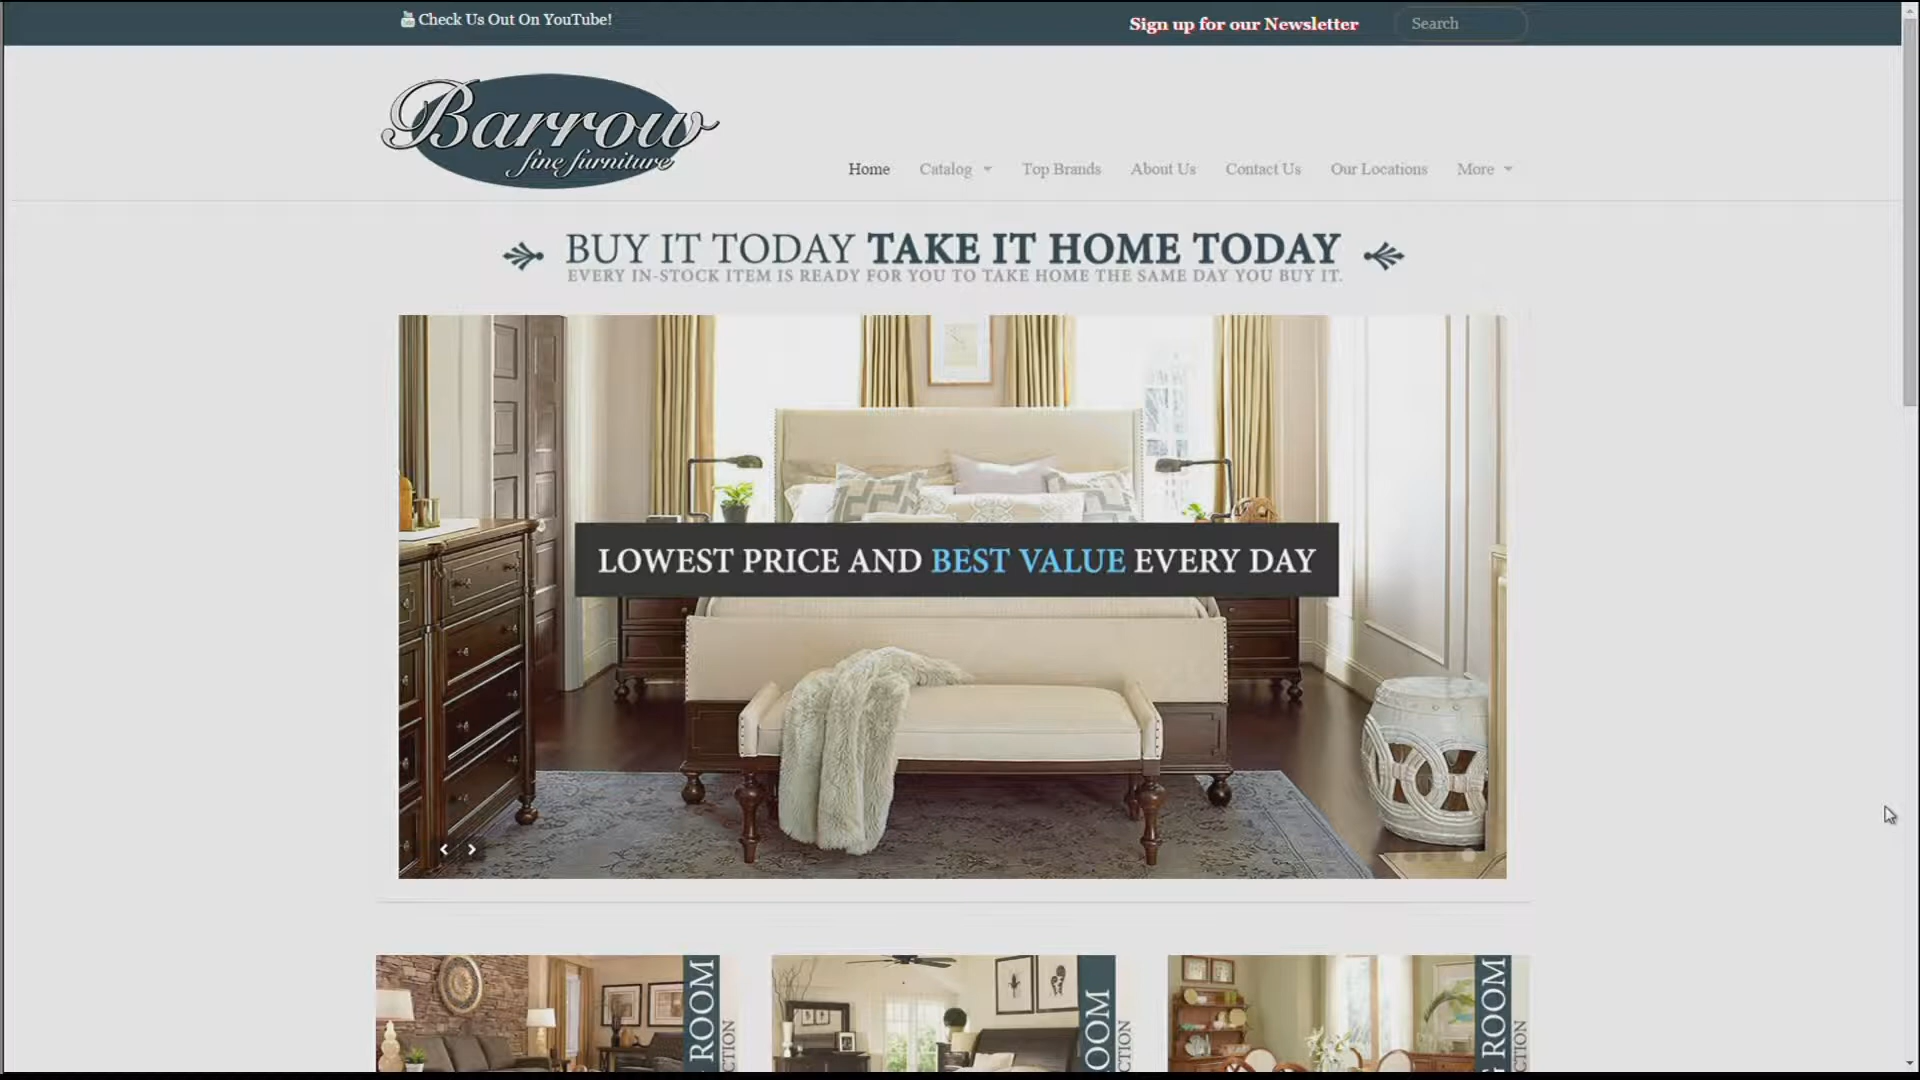 Check Us Out On YouTube!
Sign up for our Newsletter
Search
Barrow
fine furniture
Home
Catalog
Top Brands
About Us
Contact Us
Our Locations
More
BUY IT TODAY TAKE IT HOME TODAY
EVERY IN-STOCK ITEM IS READY FOR YOU TO TAKE HOME THE SAME DAY YOU BUY IT.
LOWEST PRICE AND BEST VALUE EVERY DAY
ROOM
ROOM